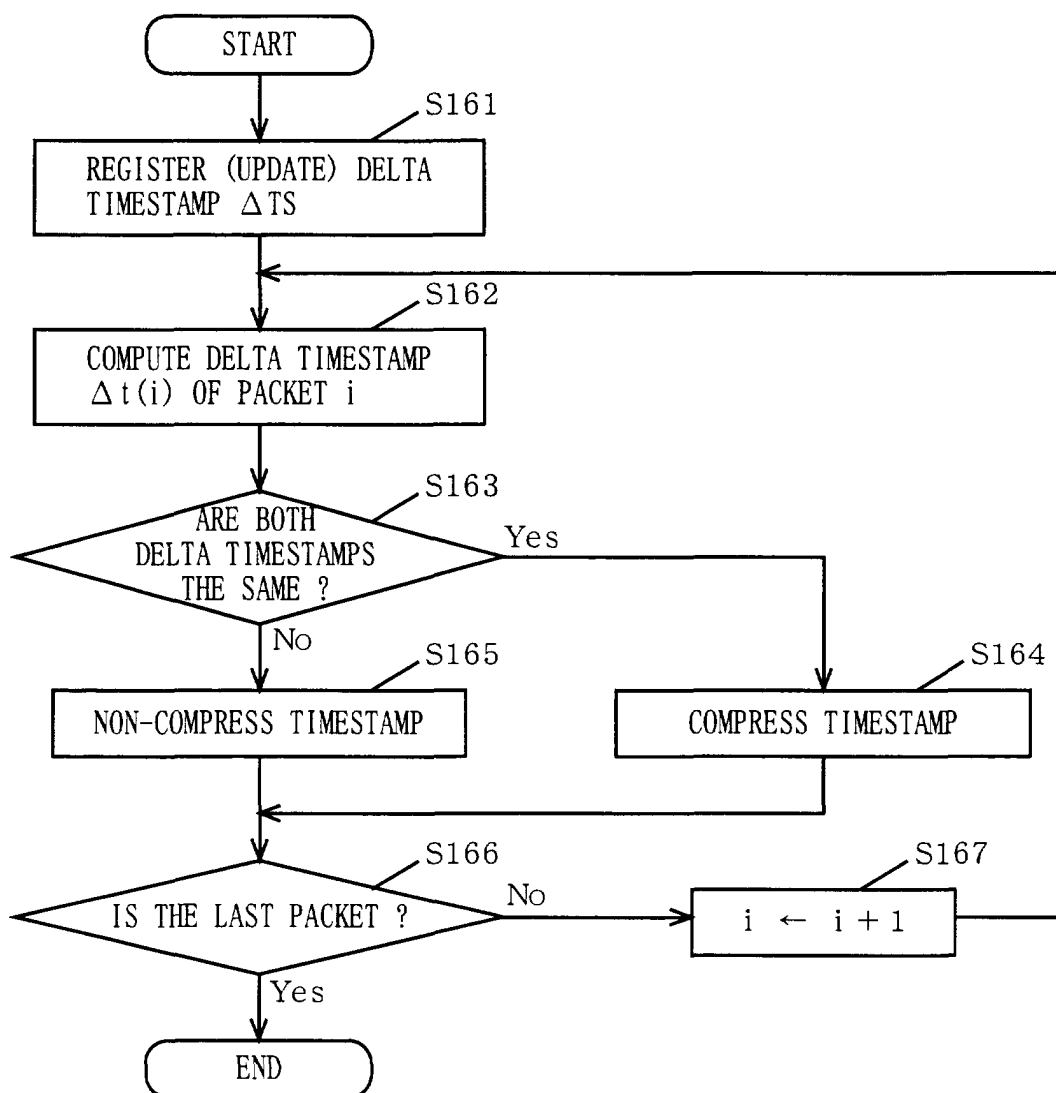 START
S161
REGISTER (UPDATE) DELTA
TIMESTAMP ΔTS
S162
COMPUTE DELTA TIMESTAMP
Δt(i) OF PACKET i
S163
ARE BOTH
DELTA TIMESTAMPS
THE SAME ?
Yes
No
S165
NON-COMPRESS TIMESTAMP
S164
COMPRESS TIMESTAMP
S166
IS THE LAST PACKET ?
No
S167
i ← i + 1
Yes
END